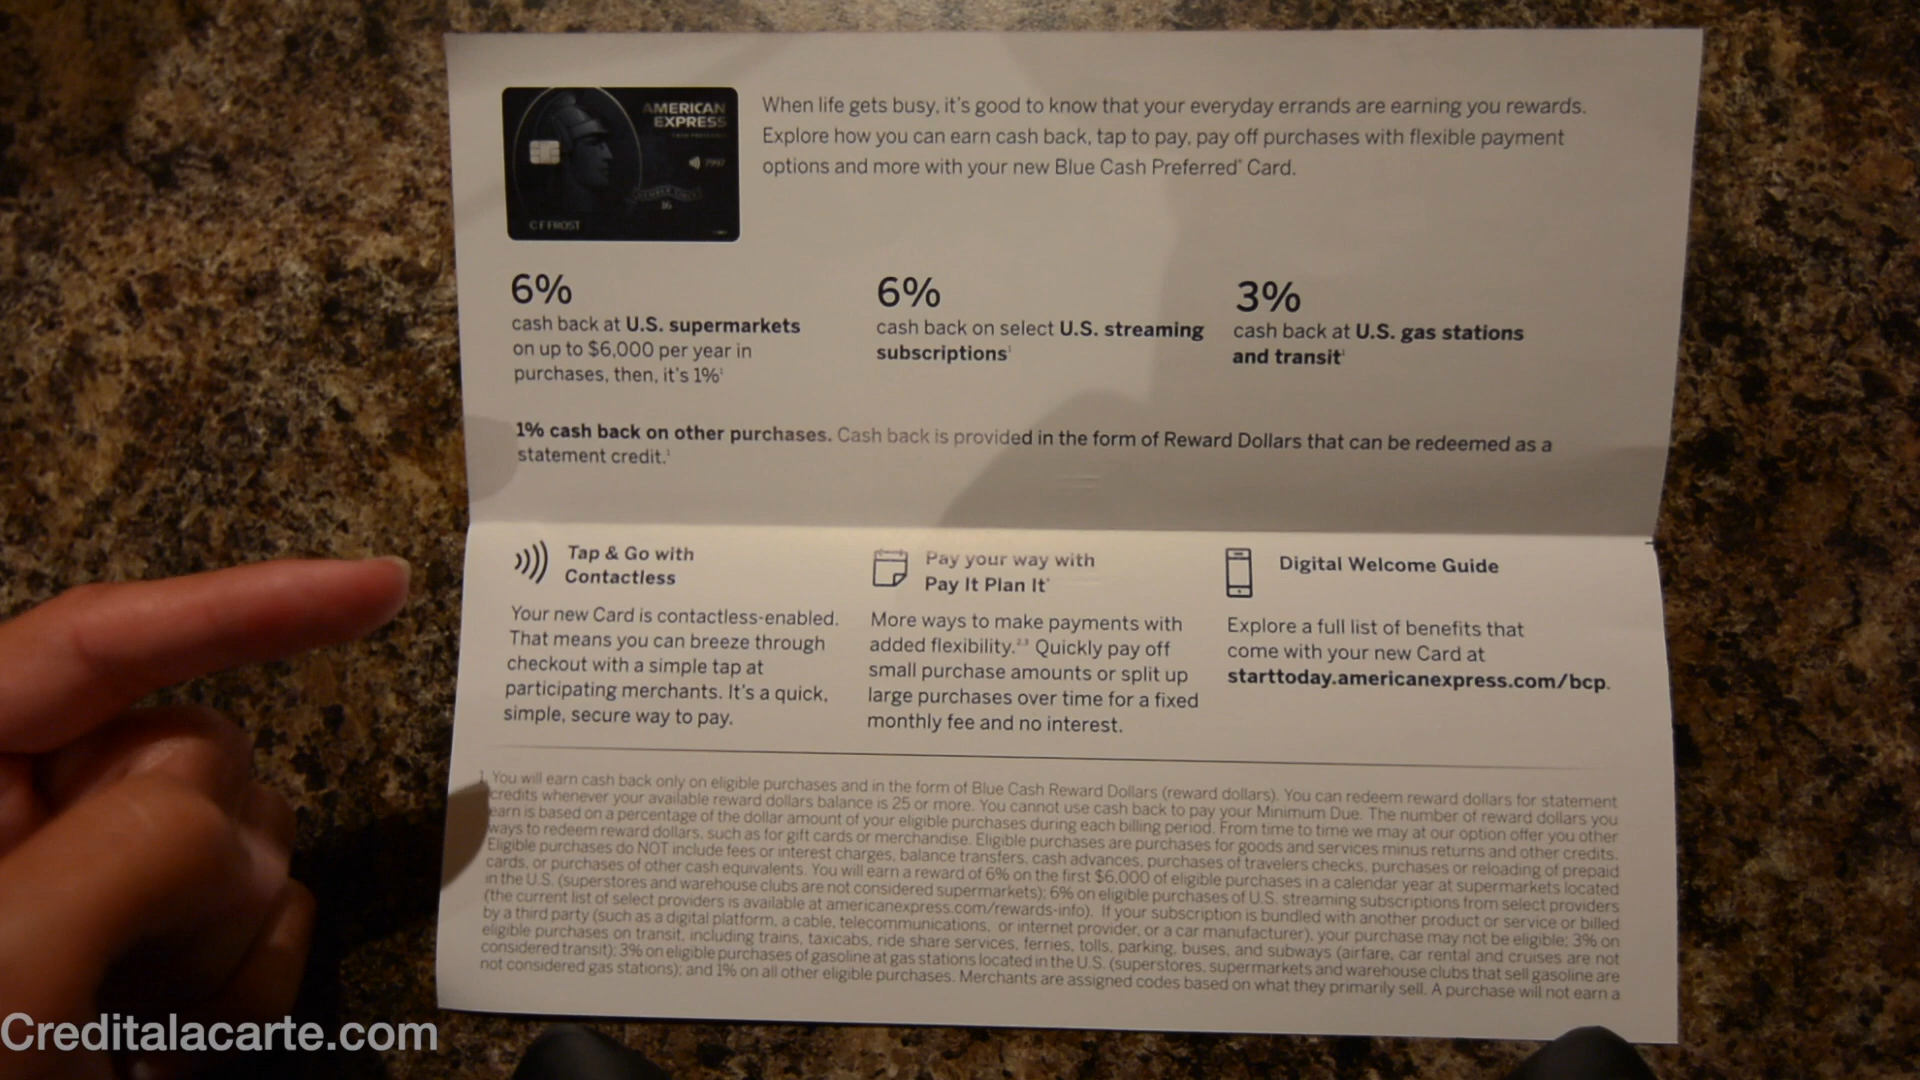 AMERICAN
EXPRESS
7997
16
C F FROST
When life gets busy, it's good to know that your everyday errands are earning you rewards.
Explore how you can earn cash back, tap to pay, pay off purchases with flexible payment
options and more with your new Blue Cash Preferred® Card.
6%
cash back at U.S. supermarkets
on up to $6,000 per year in
purchases, then, it's 1%¹
6%
cash back on select U.S. streaming
subscriptions¹
3%
cash back at U.S. gas stations
and transit¹
1% cash back on other purchases. Cash back is provided in the form of Reward Dollars that can be redeemed as a
statement credit.¹
Tap & Go with
Contactless
Your new Card is contactless-enabled.
That means you can breeze through
checkout with a simple tap at
participating merchants. It's a quick,
simple, secure way to pay.
Pay your way with
Pay It Plan It®
More ways to make payments with
added flexibility.²˒³ Quickly pay off
small purchase amounts or split up
large purchases over time for a fixed
monthly fee and no interest.
Digital Welcome Guide
Explore a full list of benefits that
come with your new Card at
starttoday.americanexpress.com/bcp.
1. You will earn cash back only on eligible purchases and in the form of Blue Cash Reward Dollars (reward dollars). You can redeem reward dollars for statement
credits whenever your available reward dollars balance is 25 or more. You cannot use cash back to pay your Minimum Due. The number of reward dollars you
earn is based on a percentage of the dollar amount of your eligible purchases during each billing period. From time to time we may at our option offer you other
ways to redeem reward dollars, such as for gift cards or merchandise. Eligible purchases are purchases for goods and services minus returns and other credits.
Eligible purchases do NOT include fees or interest charges, balance transfers, cash advances, purchases of travelers checks, purchases or reloading of prepaid
cards, or purchases of other cash equivalents. You will earn a reward of 6% on the first $6,000 of eligible purchases in a calendar year at supermarkets located
in the U.S. (superstores and warehouse clubs are not considered supermarkets); 6% on eligible purchases of U.S. streaming subscriptions from select providers
(the current list of select providers is available at americanexpress.com/rewards-info). If your subscription is bundled with another product or service or billed
by a third party (such as a digital platform, a cable, telecommunications, or internet provider, or a car manufacturer), your purchase may not be eligible; 3% on
eligible purchases on transit, including trains, taxicabs, ride share services, ferries, tolls, parking, buses, and subways (airfare, car rental and cruises are not
considered transit); 3% on eligible purchases of gasoline at gas stations located in the U.S. (superstores, supermarkets and warehouse clubs that sell gasoline are
not considered gas stations); and 1% on all other eligible purchases. Merchants are assigned codes based on what they primarily sell. A purchase will not earn a
Creditalacarte.com